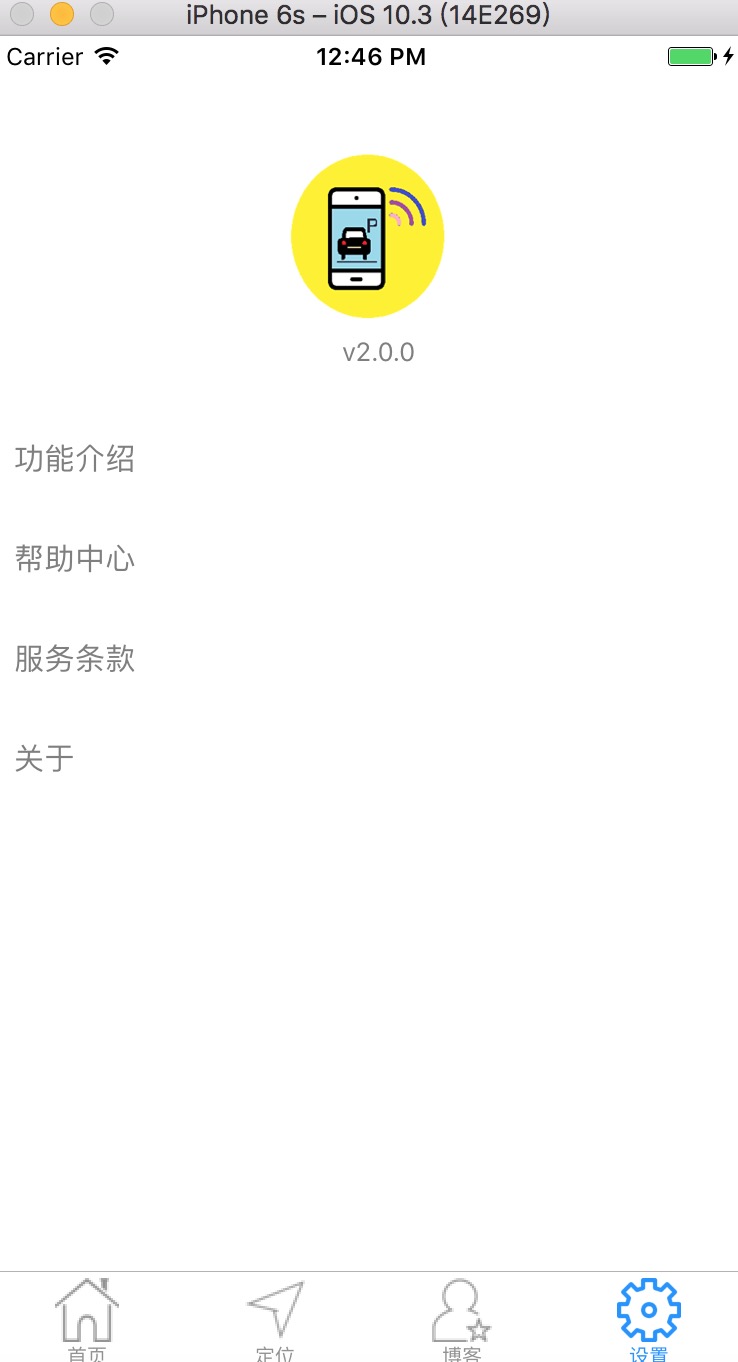 iPhone 6s – iOS 10.3 (14E269)
Carrier 12:46 PM
P
v2.0.0
功能介绍
帮助中心
服务条款
关于
首页 定位 博客 设置